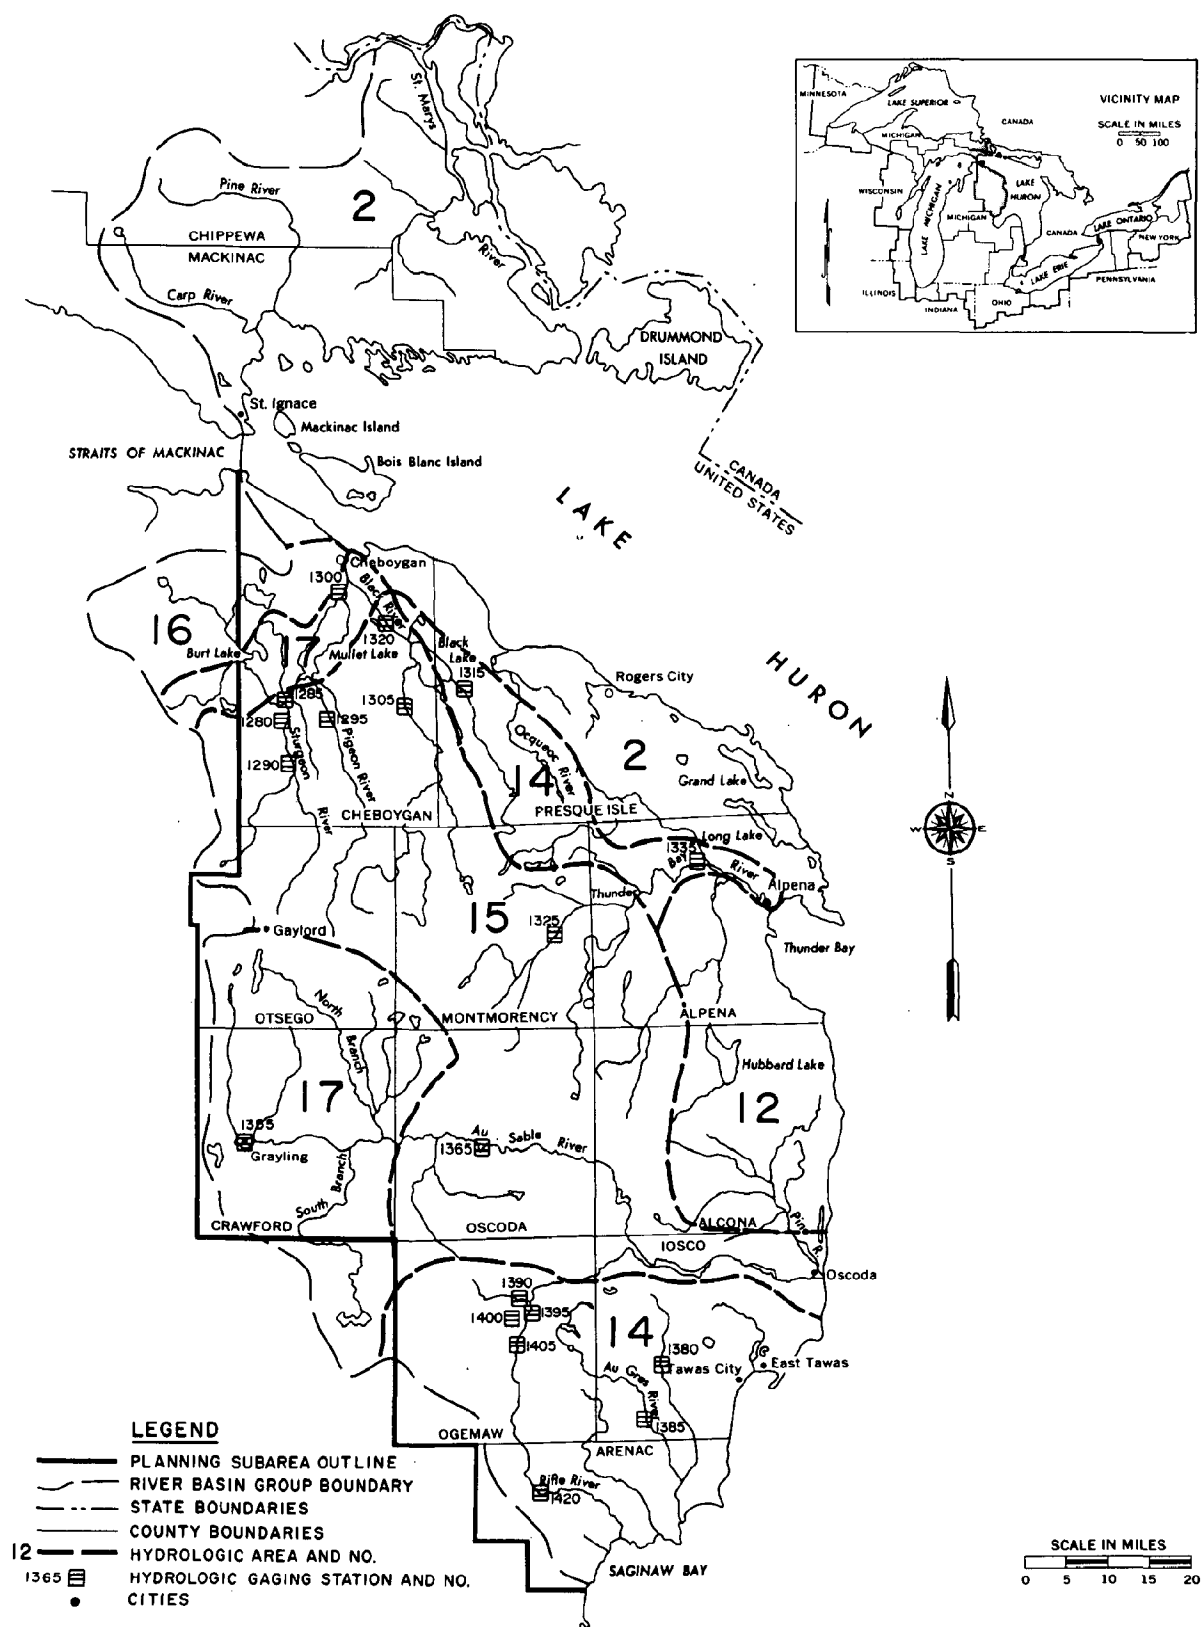 St. Marys
River
Pine River
2
CHIPPEWA
MACKINAC
Carp River
DRUMMOND
ISLAND
St. Ignace
Mackinac Island
STRAITS OF MACKINAC
Bois Blanc Island
CANADA
UNITED STATES
LAKE
HURON
VICINITY MAP
SCALE IN MILES
0 50 100
MINNESOTA
LAKE SUPERIOR
CANADA
MICHIGAN
WISCONSIN
LAKE MICHIGAN
MICHIGAN
LAKE
HURON
CANADA
LAKE ONTARIO
NEW YORK
LAKE ERIE
PENNSYLVANIA
ILLINOIS
INDIANA
OHIO
Cheboygan
1300
Black River
16
17
1320
Burt Lake
Mullet Lake
Black
Lake
1315
Rogers City
1285
1305
1280
1295
Sturgeon
River
Pigeon River
1290
Ocqueoc River
14
2
Grand Lake
CHEBOYGAN
PRESQUE ISLE
Long Lake
1335
Thunder
Bay
River
Alpena
15
1325
Gaylord
Thunder Bay
North
Branch
OTSEGO
MONTMORENCY
ALPENA
Hubbard Lake
17
12
1355
Grayling
Au
Sable
River
1365
South Branch
CRAWFORD
OSCODA
ALCONA
IOSCO
Pine R.
Oscoda
1390
1400
1395
1405
14
1380
Tawas City
East Tawas
Au Gres
River
1385
OGEMAW
ARENAC
Rifle River
1420
SAGINAW BAY
N
W
E
S
LEGEND
PLANNING SUBAREA OUTLINE
RIVER BASIN GROUP BOUNDARY
STATE BOUNDARIES
COUNTY BOUNDARIES
12 HYDROLOGIC AREA AND NO.
1365 HYDROLOGIC GAGING STATION AND NO.
CITIES
SCALE IN MILES
0 5 10 15 20